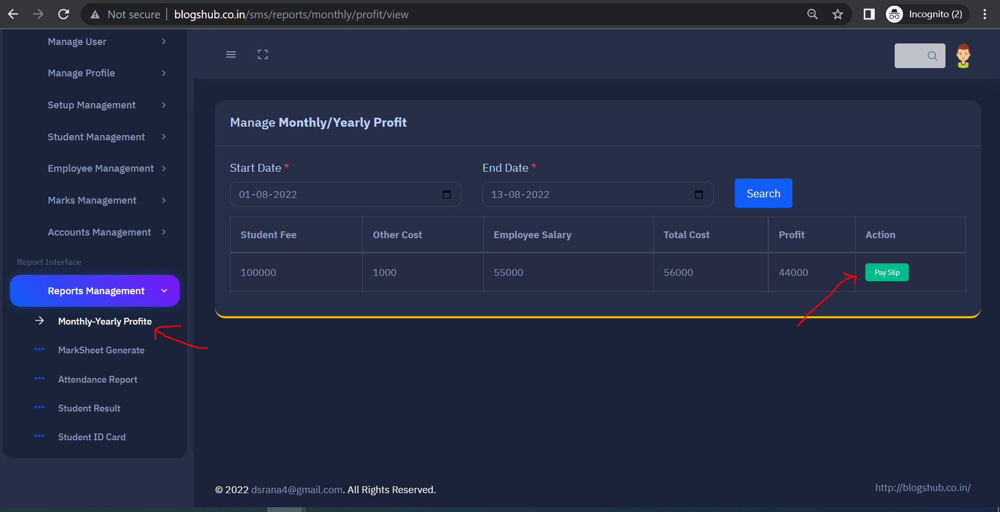 Not secure blogshub.co.in/sms/reports/monthly/profit/view Incognito (2)
Manage User
Manage Profile
Setup Management
Student Management
Employee Management
Marks Management
Accounts Management
Report Interface
Reports Management
Monthly-Yearly Profite
MarkSheet Generate
Attendance Report
Student Result
Student ID Card
Manage Monthly/Yearly Profit
Start Date * End Date *
01-08-2022 13-08-2022 Search
Student Fee Other Cost Employee Salary Total Cost Profit Action
100000 1000 55000 56000 44000 Pay Slip
© 2022 dsrana4@gmail.com. All Rights Reserved. http://blogshub.co.in/